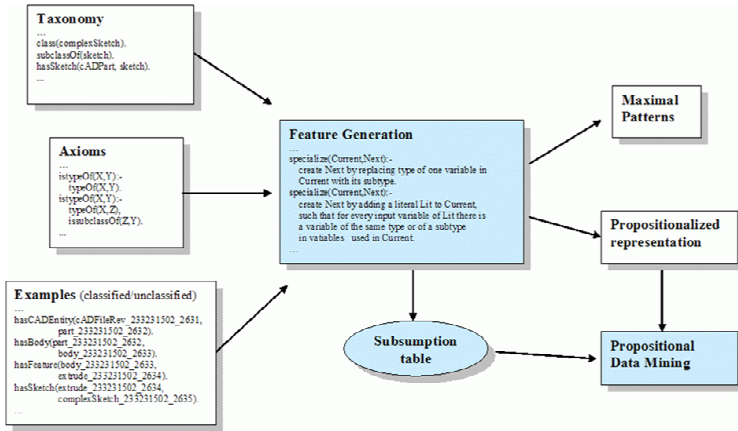 Taxonomy
...
class(complexSketch).
subclassOf(sketch).
hasSketch(cADPart, sketch).
...
Axioms
...
istypeOf(X,Y):-
typeOf(X,Y).
istypeOf(X,Y):-
typeOf(X,Z),
issubclassOf(Z,Y).
...
Examples (classified/unclassified)
...
hasCADEntity(cADFileRev_233231502_2631,
part_233231502_2632).
hasBody(part_233231502_2632,
body_233231502_2633).
hasFeature(body_233231502_2633,
extrude_233231502_2634).
hasSketch(extrude_233231502_2634,
complexSketch_233231502_2635).
...
Feature Generation
...
specialize(Current,Next):-
create Next by replacing type of one variable in
Current with its subtype.
specialize(Current,Next):-
create Next by adding a literal Lit to Current,
such that for every input variable of Lit there is
a variable of the same type or of a subtype
in vatiables used in Current.
...
Subsumption
table
Maximal
Patterns
Propositionalized
representation
Propositional
Data Mining